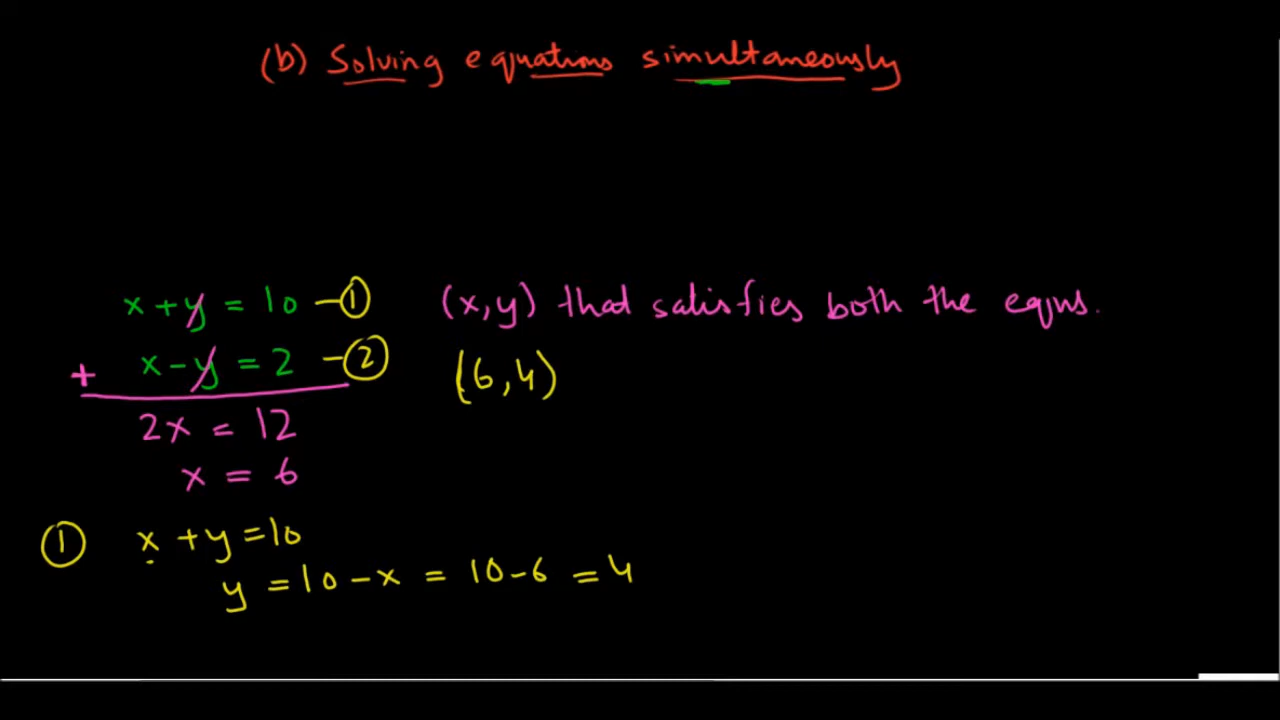 (b) Solving equations simultaneously
x + y = 10 — ① (x, y) that satisfies both the eqns.
+ x - y = 2 — ② (6, 4)
2x = 12
x = 6
① x + y = 10
y = 10 - x = 10 - 6 = 4